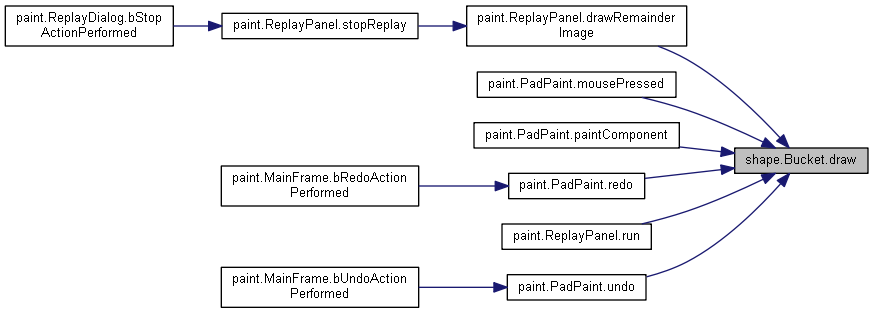 paint.ReplayDialog.bStop
ActionPerformed
paint.ReplayPanel.stopReplay
paint.ReplayPanel.drawRemainder
Image
paint.PadPaint.mousePressed
paint.PadPaint.paintComponent
shape.Bucket.draw
paint.MainFrame.bRedoAction
Performed
paint.PadPaint.redo
paint.ReplayPanel.run
paint.MainFrame.bUndoAction
Performed
paint.PadPaint.undo